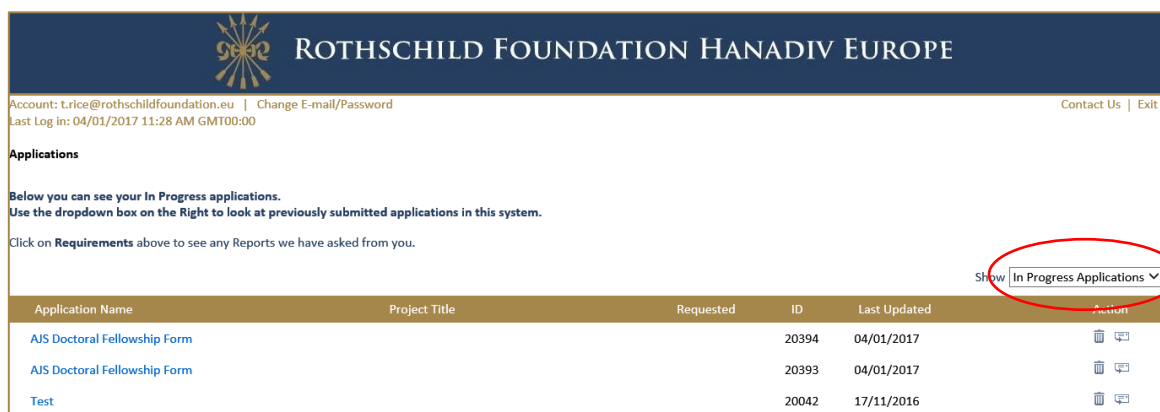 ROTHSCHILD FOUNDATION HANADIV EUROPE
Account: t.rice@rothschildfoundation.eu | Change E-mail/Password Contact Us | Exit
Last Log in: 04/01/2017 11:28 AM GMT00:00
Applications
Below you can see your In Progress applications.
Use the dropdown box on the Right to look at previously submitted applications in this system.
Click on Requirements above to see any Reports we have asked from you.
Show In Progress Applications
Application Name Project Title Requested ID Last Updated Action
AJS Doctoral Fellowship Form 20394 04/01/2017
AJS Doctoral Fellowship Form 20393 04/01/2017
Test 20042 17/11/2016